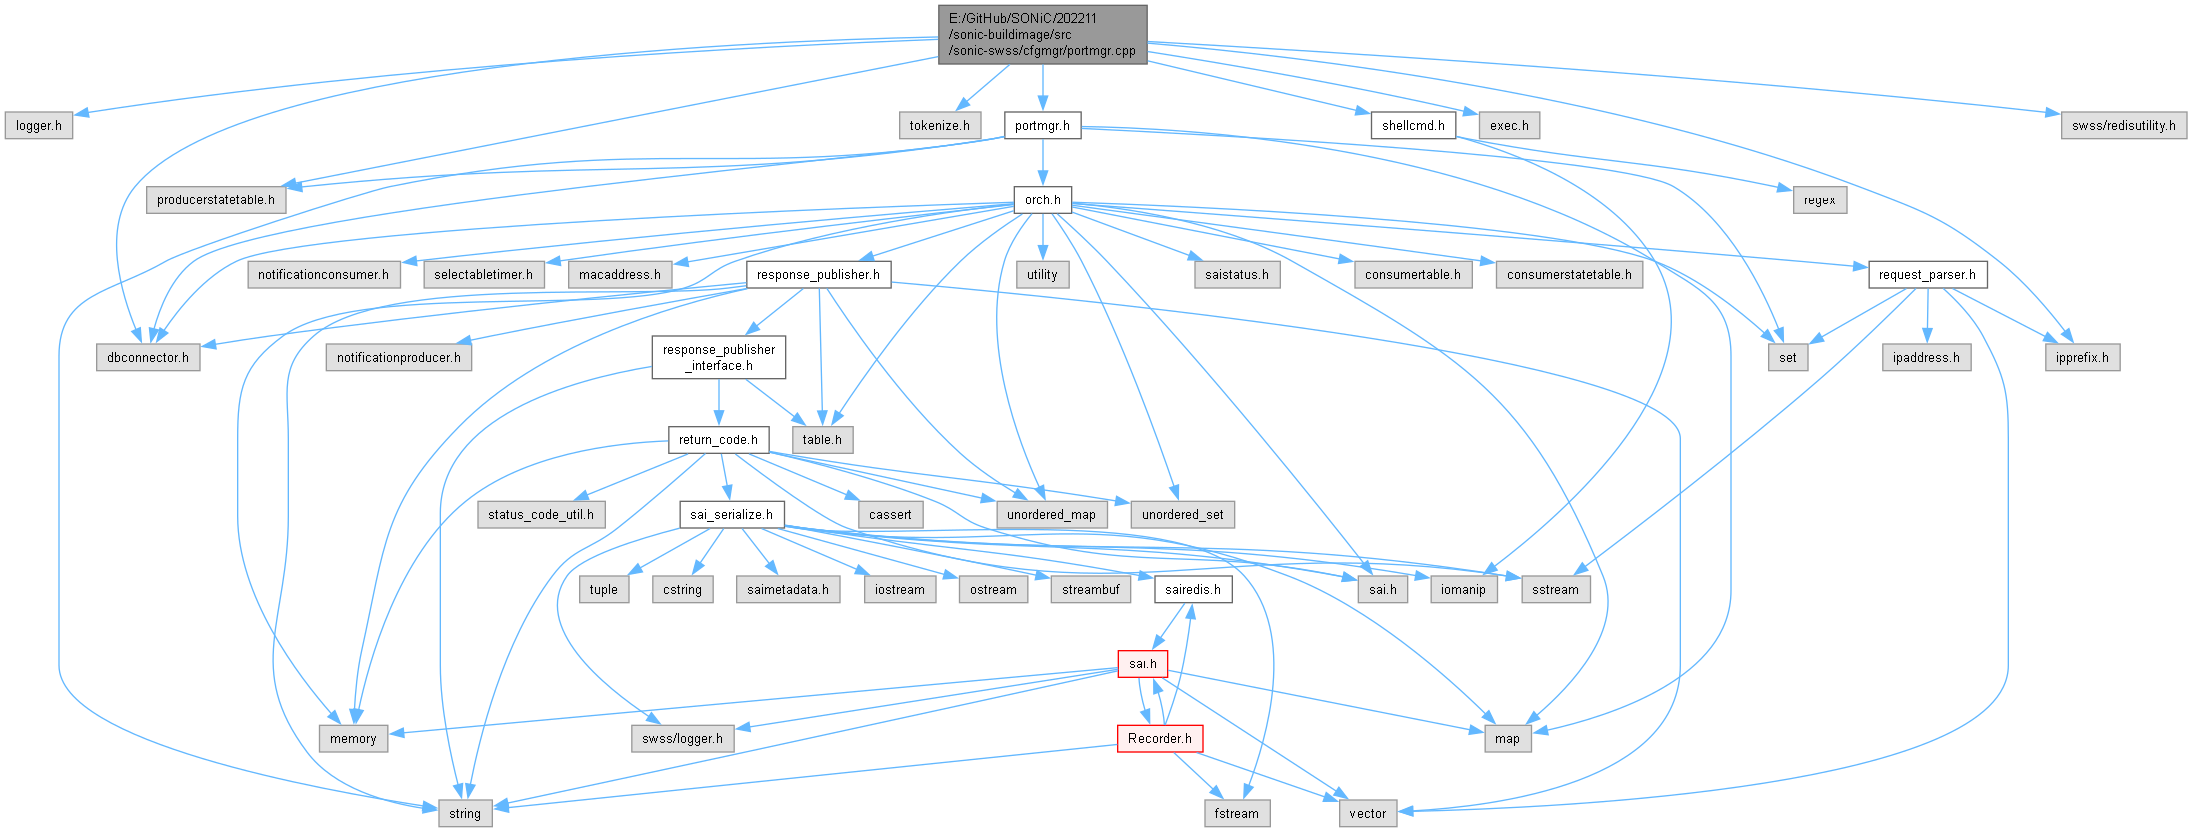 E:/GitHub/SONiC/202211
/sonic-buildimage/src
/sonic-swss/cfgmgr/portmgr.cpp
logger.h
tokenize.h
portmgr.h
shellcmd.h
exec.h
swss/redisutility.h
producerstatetable.h
orch.h
regex
notificationconsumer.h
selectabletimer.h
macaddress.h
response_publisher.h
utility
saistatus.h
consumertable.h
consumerstatetable.h
request_parser.h
dbconnector.h
notificationproducer.h
response_publisher
_interface.h
set
ipaddress.h
ipprefix.h
return_code.h
table.h
status_code_util.h
sai_serialize.h
cassert
unordered_map
unordered_set
tuple
cstring
saimetadata.h
iostream
ostream
streambuf
sairedis.h
sai.h
iomanip
sstream
sai.h
memory
swss/logger.h
Recorder.h
map
string
fstream
vector